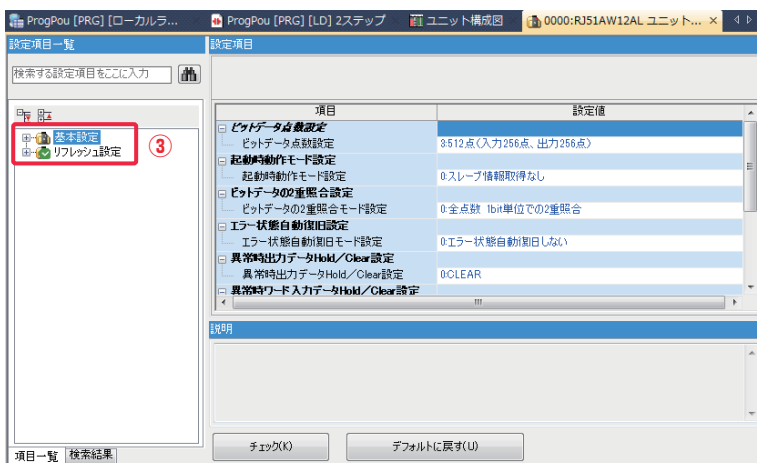 ProgPou [PRG] [ローカルラ...
ProgPou [PRG] [LD] 2ステップ
ユニット構成図
0000:RJ51AW12AL ユニット... ×
設定項目一覧
設定項目
検索する設定項目をここに入力
基本設定
リフレッシュ設定
③
項目
設定値
ビットデータ点数設定
ビットデータ点数設定
3:512点(入力256点、出力256点)
起動時動作モード設定
起動時動作モード設定
0:スレーブ情報取得なし
ビットデータの2重照合設定
ビットデータの2重照合モード設定
0:全点数 1bit単位での2重照合
エラー状態自動復旧設定
エラー状態自動復旧モード設定
0:エラー状態自動復旧しない
異常時出力データHold/Clear設定
異常時出力データHold/Clear設定
0:CLEAR
異常時ワード入力データHold/Clear設定
説明
項目一覧
検索結果
チェック(K)
デフォルトに戻す(U)